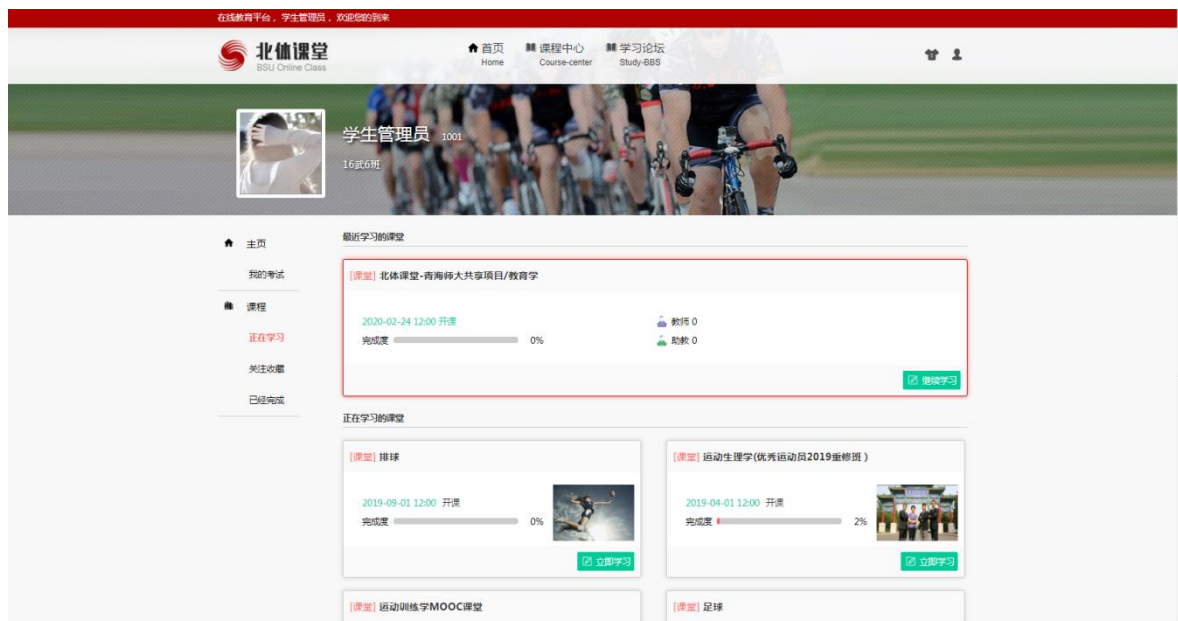 在线教育平台，学生管理员，欢迎您的到来
北体课堂
BSU Online Class
首页
Home
课程中心
Course-center
学习论坛
Study-BBS
学生管理员 1001
16武6班
主页
我的考试
课程
正在学习
关注收藏
已经完成
最近学习的课堂
[课堂] 北体课堂-青海师大共享项目/教育学
2020-02-24 12:00 开课
完成度 0%
教师 0
助教 0
继续学习
正在学习的课堂
[课堂] 排球
2019-09-01 12:00 开课
完成度 0%
立即学习
[课堂] 运动生理学(优秀运动员2019重修班）
2019-04-01 12:00 开课
完成度 2%
立即学习
[课堂] 运动训练学MOOC课堂
[课堂] 足球